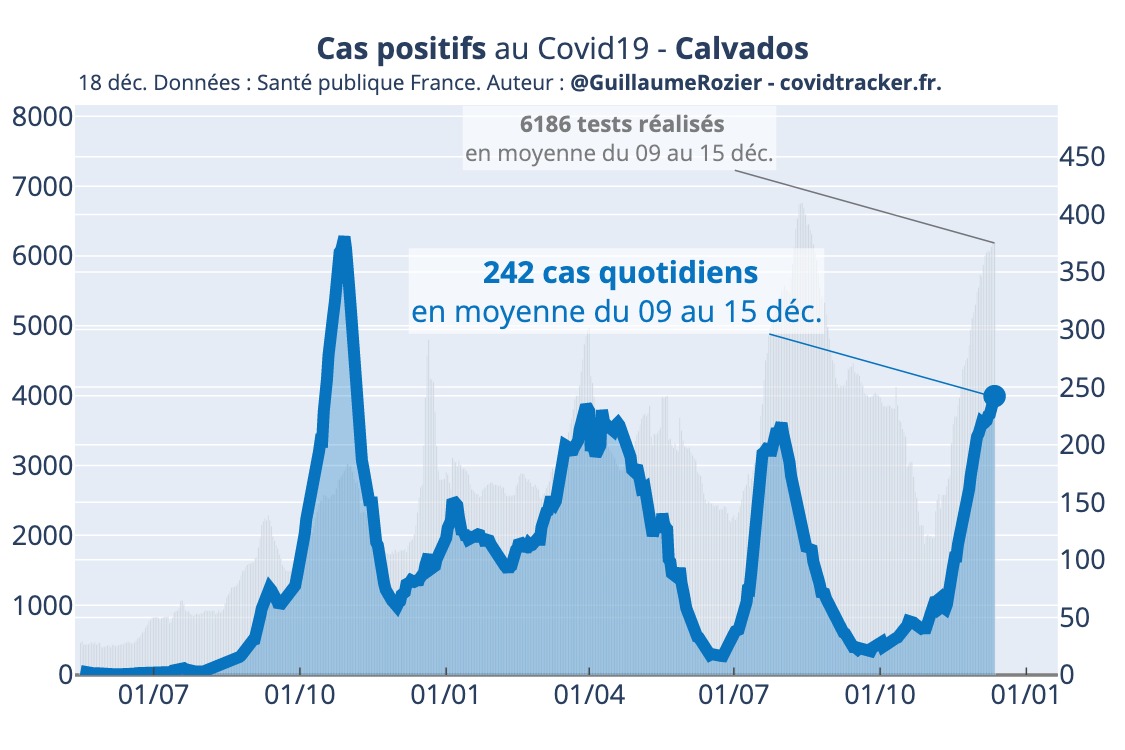 Cas positifs au Covid19 - Calvados
18 déc. Données : Santé publique France. Auteur : @GuillaumeRozier - covidtracker.fr.
8000
7000
6000
5000
4000
3000
2000
1000
0
6186 tests réalisés
en moyenne du 09 au 15 déc.
242 cas quotidiens
en moyenne du 09 au 15 déc.
450
400
350
300
250
200
150
100
50
0
01/07 01/10 01/01 01/04 01/07 01/10 01/01